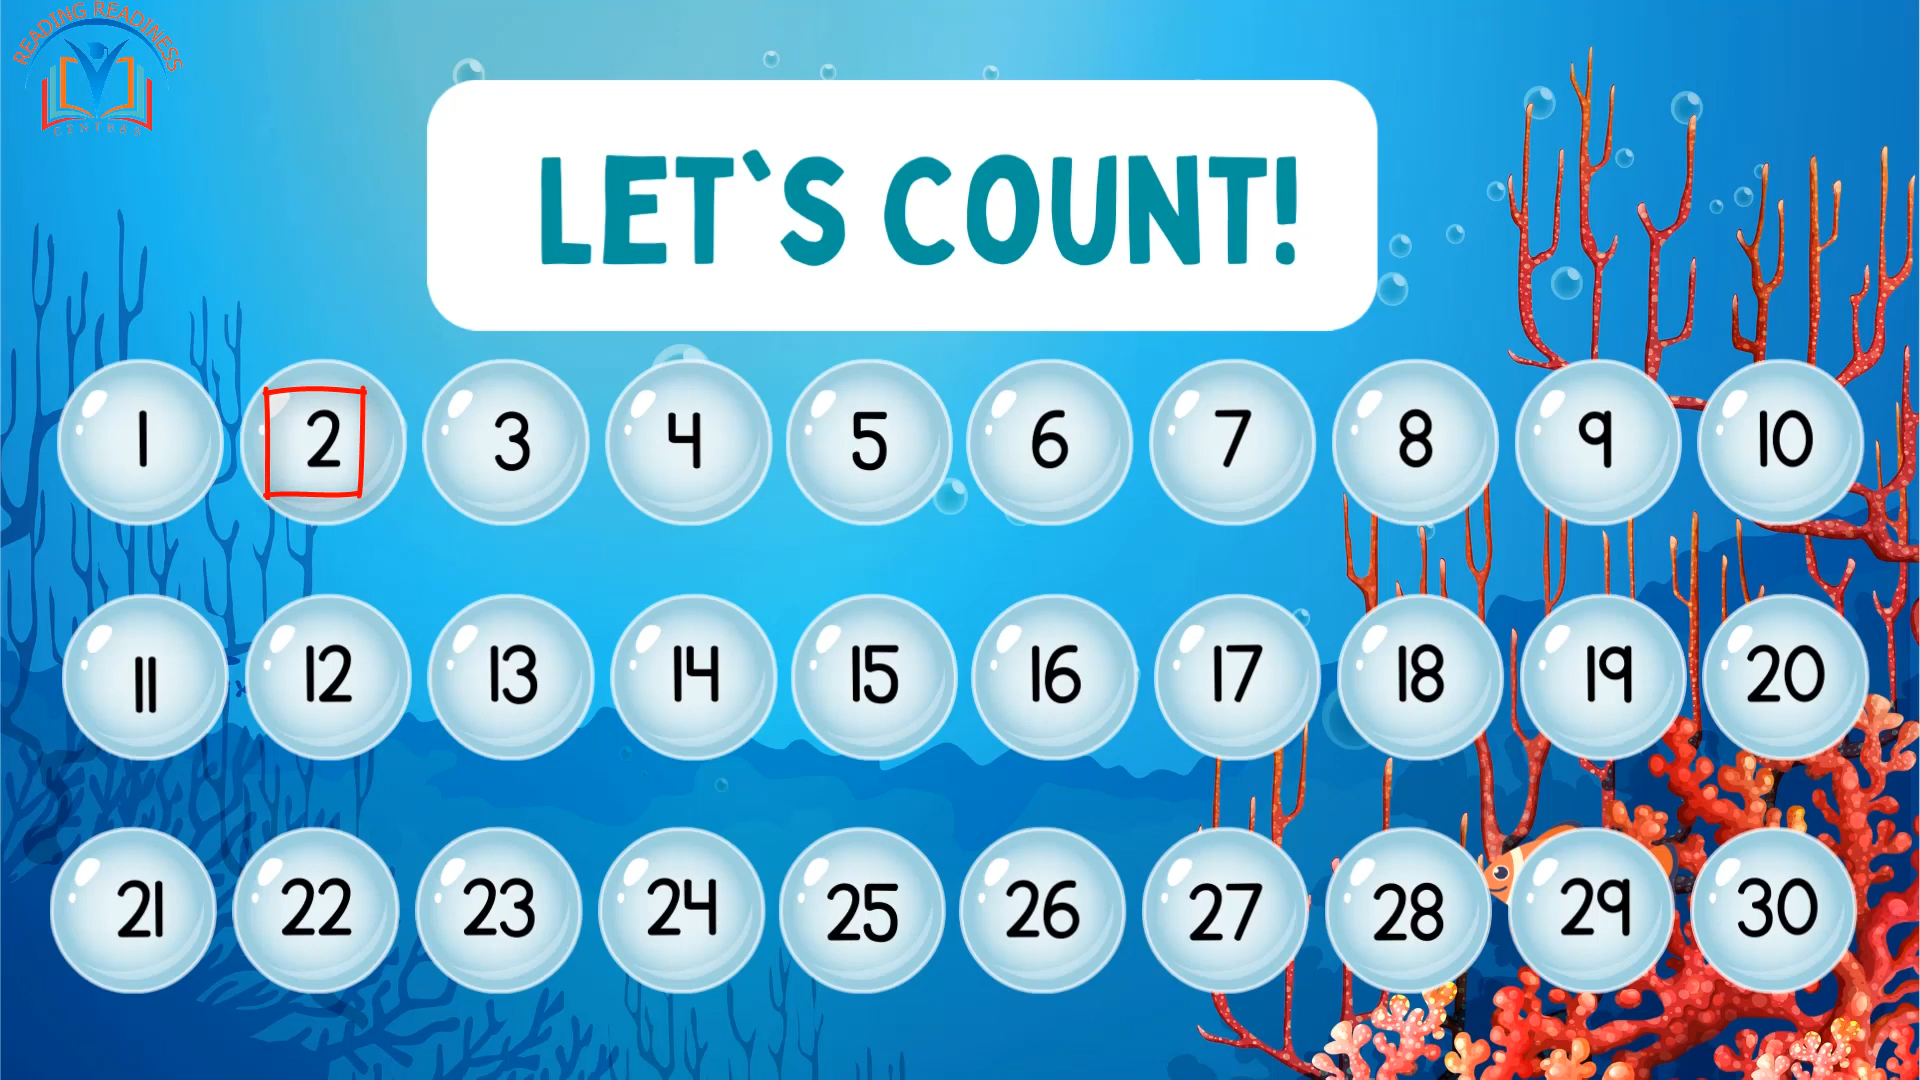 READING READINESS
CENTERS
LET`S COUNT!
1 2 3 4 5 6 7 8 9 10
11 12 13 14 15 16 17 18 19 20
21 22 23 24 25 26 27 28 29 30